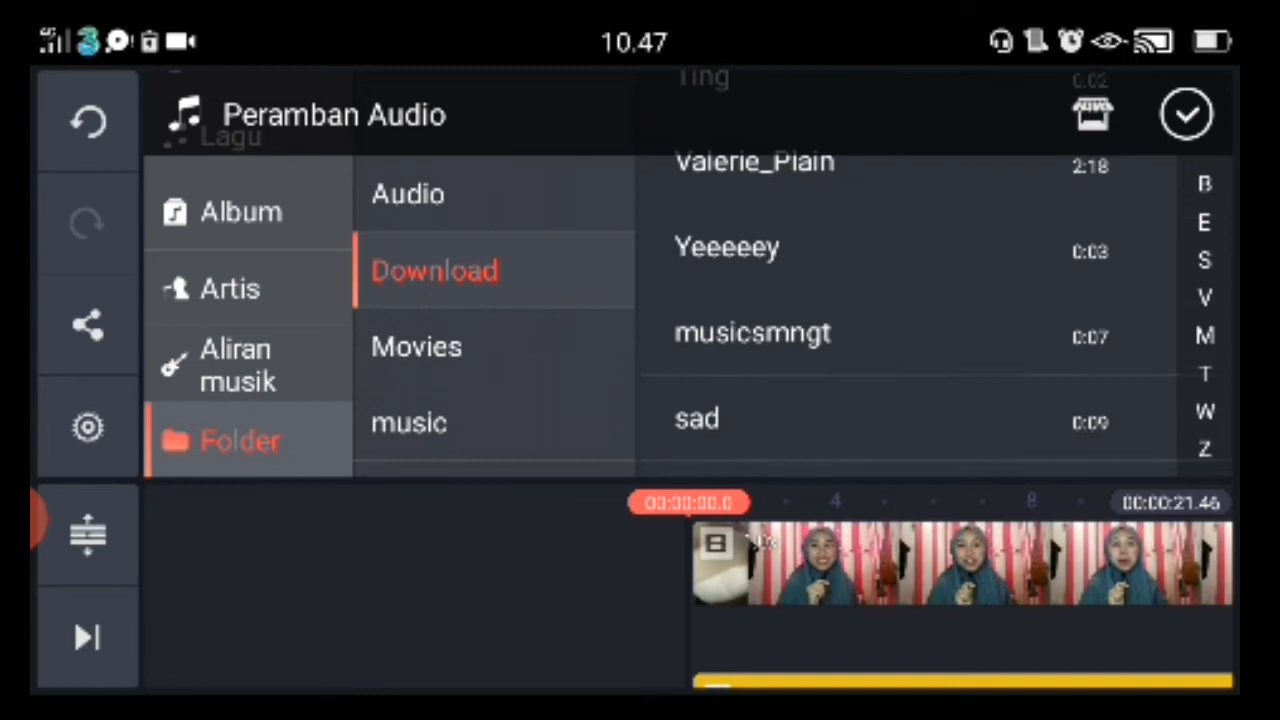 4G
10.47
Ting
0:02
Peramban Audio
Lagu
Album
Artis
Aliran
musik
Folder
Audio
Download
Movies
music
Valerie_Plain
2:18
Yeeeeey
0:03
musicsmngt
0:07
sad
0:09
B
E
S
V
M
T
W
Z
00:00:00.0
4
8
00:00:21.46